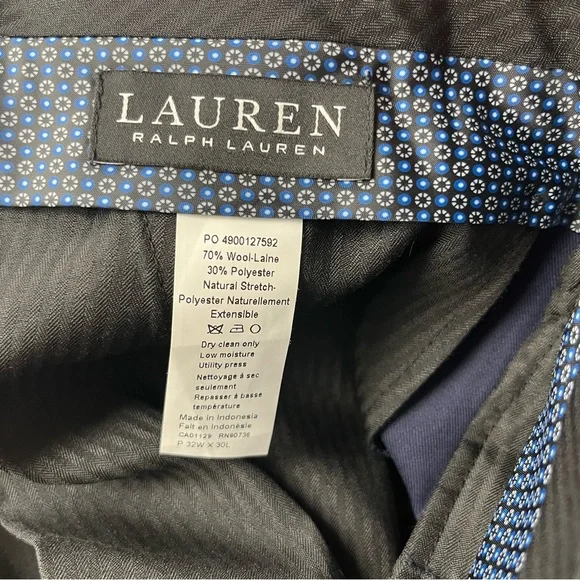 LAUREN
RALPH LAUREN
PO 4900127592
70% Wool-Laine
30% Polyester
Natural Stretch-
Polyester Naturellement
Extensible
Dry clean only
Low moisture
Utility press
Nettoyage à sec
seulement
Repasser à basse
température
Made in Indonesia
Fait en Indonésie
CA01129 RN90736
P 32W X 30L